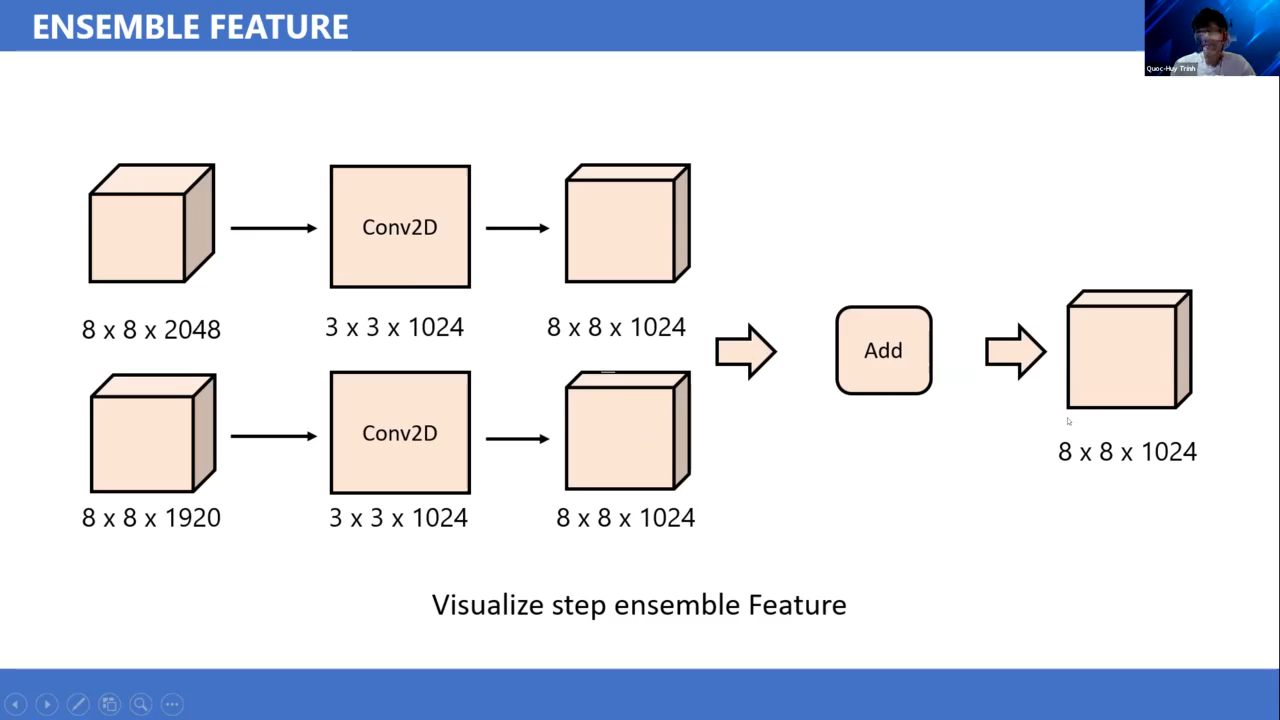 ENSEMBLE FEATURE
Quoc-Huy Trinh
Conv2D
8 x 8 x 2048
3 x 3 x 1024
8 x 8 x 1024
Add
Conv2D
8 x 8 x 1024
8 x 8 x 1920
3 x 3 x 1024
8 x 8 x 1024
Visualize step ensemble Feature